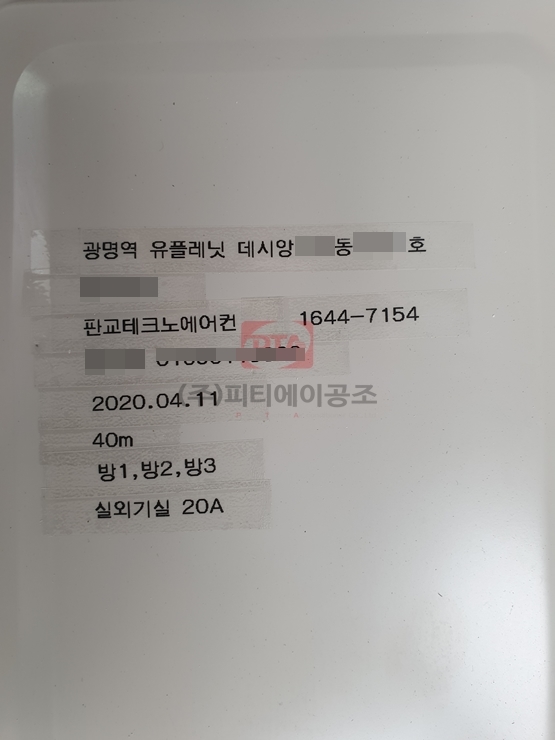 광명역 유플래닛 데시앙 동 호
판교테크노에어컨 1644-7154
PTA
(주)피티에이공조
2020.04.11
40m
방1,방2,방3
실외기실 20A